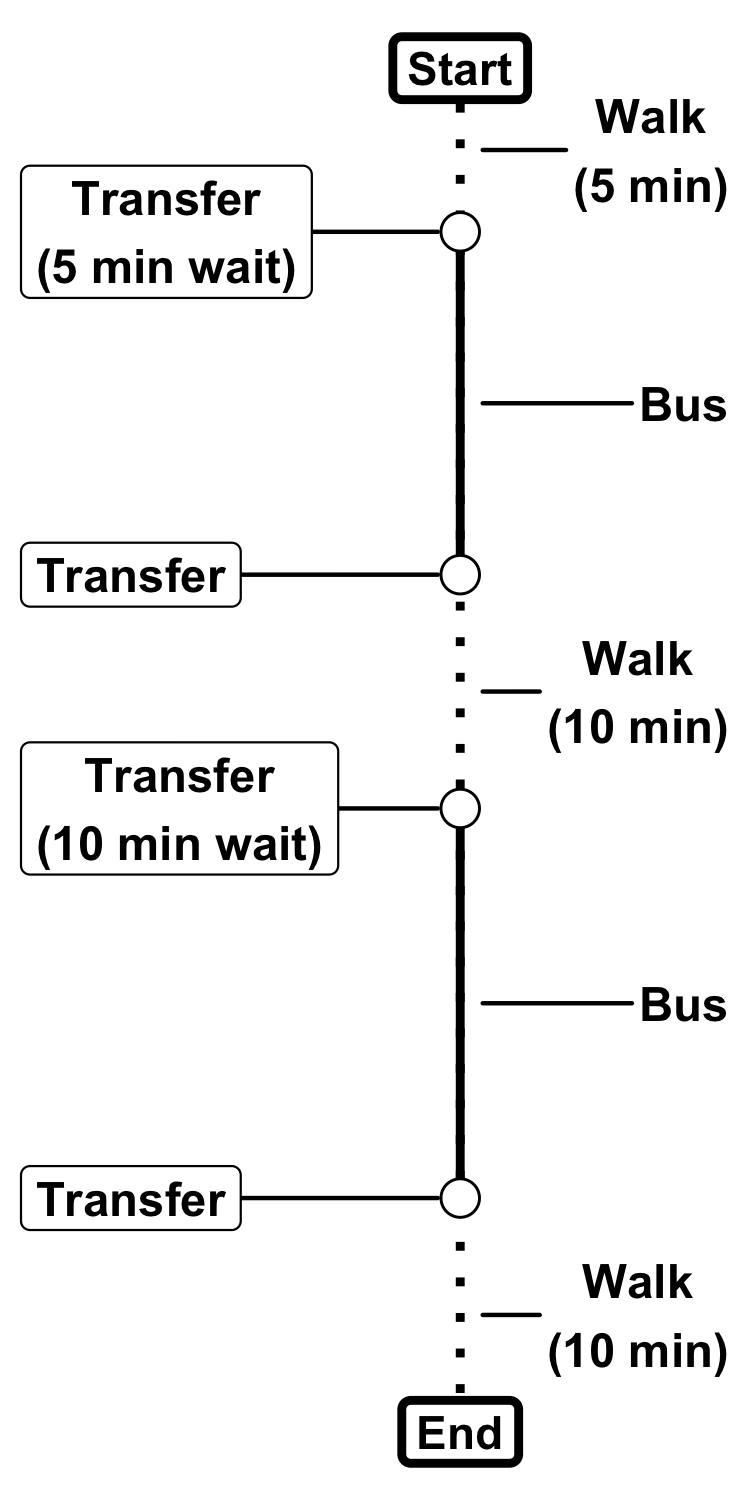 Start
Walk
(5 min)
Transfer
(5 min wait)
Bus
Transfer
Walk
(10 min)
Transfer
(10 min wait)
Bus
Transfer
Walk
(10 min)
End